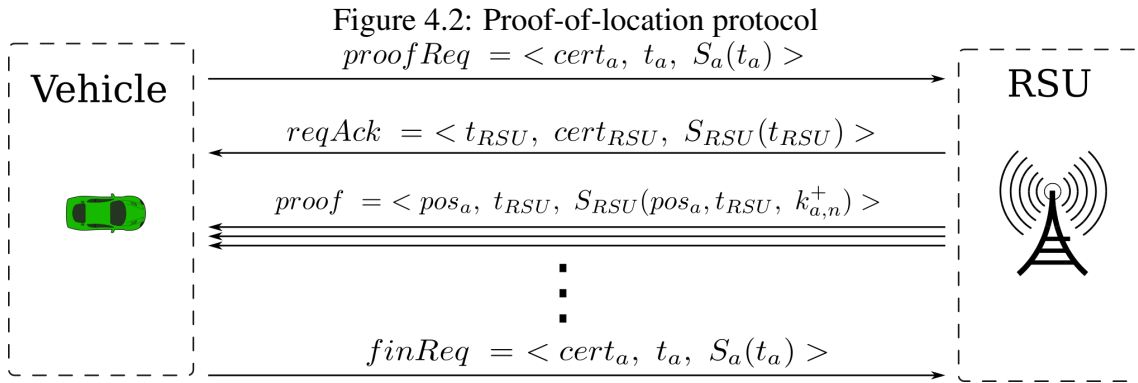 Figure 4.2: Proof-of-location protocol
proofReq = < cert_a, t_a, S_a(t_a) >
Vehicle
RSU
reqAck = < t_RSU, cert_RSU, S_RSU(t_RSU) >
proof = < pos_a, t_RSU, S_RSU(pos_a, t_RSU, k^+_{a,n}) >
finReq = < cert_a, t_a, S_a(t_a) >